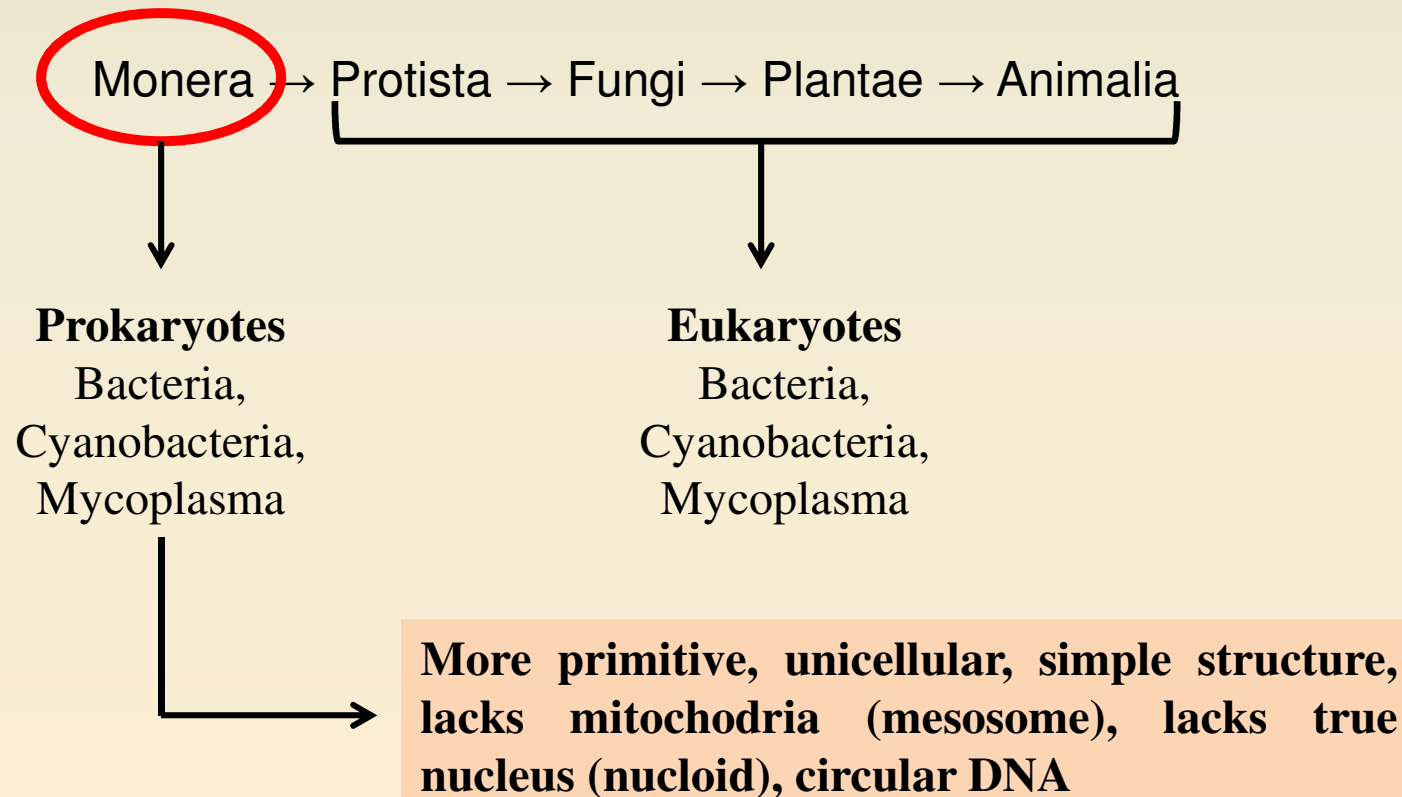 Monera → Protista → Fungi → Plantae → Animalia
Prokaryotes
Bacteria,
Cyanobacteria,
Mycoplasma
Eukaryotes
Bacteria,
Cyanobacteria,
Mycoplasma
More primitive, unicellular, simple structure,
lacks mitochodria (mesosome), lacks true
nucleus (nucloid), circular DNA